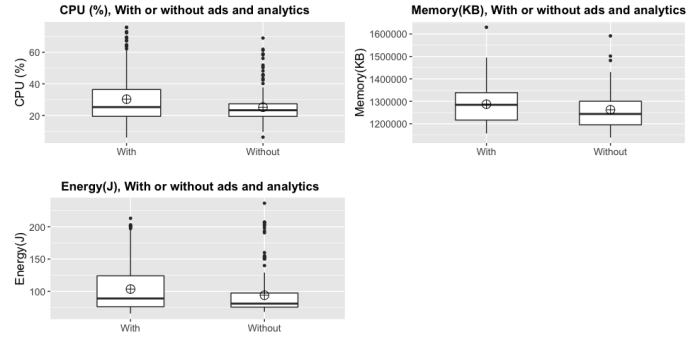 CPU (%), With or without ads and analytics
CPU (%)
60
40
20
With
Without
Memory(KB), With or without ads and analytics
Memory(KB)
1600000
1500000
1400000
1300000
1200000
With
Without
Energy(J), With or without ads and analytics
Energy(J)
200
150
100
With
Without